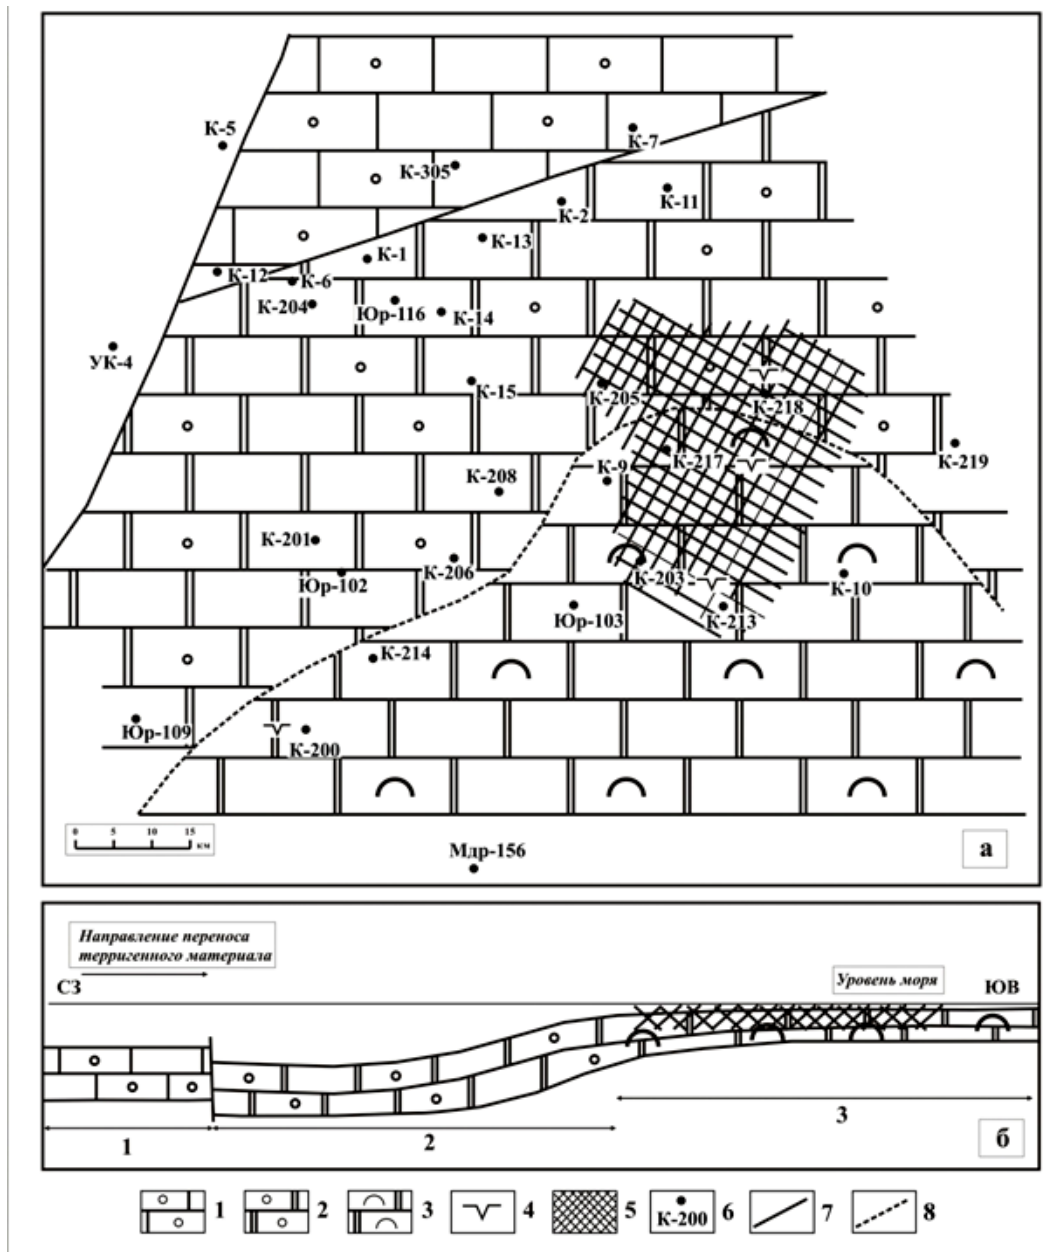 К-5
К-7
К-305
К-11
К-2
К-13
К-1
К-12
К-6
К-204
Юр-116
К-14
УК-4
К-15
К-205
К-218
К-219
К-217
К-9
К-208
К-201
К-206
Юр-102
К-203
К-10
Юр-103
К-213
К-214
Юр-109
К-200
0 5 10 15
км
Мдр-156
а
Направление переноса
терригенного материала
СЗ
Уровень моря
ЮВ
1
2
3
б
1 2 3 4 5 К-200 6 7 8